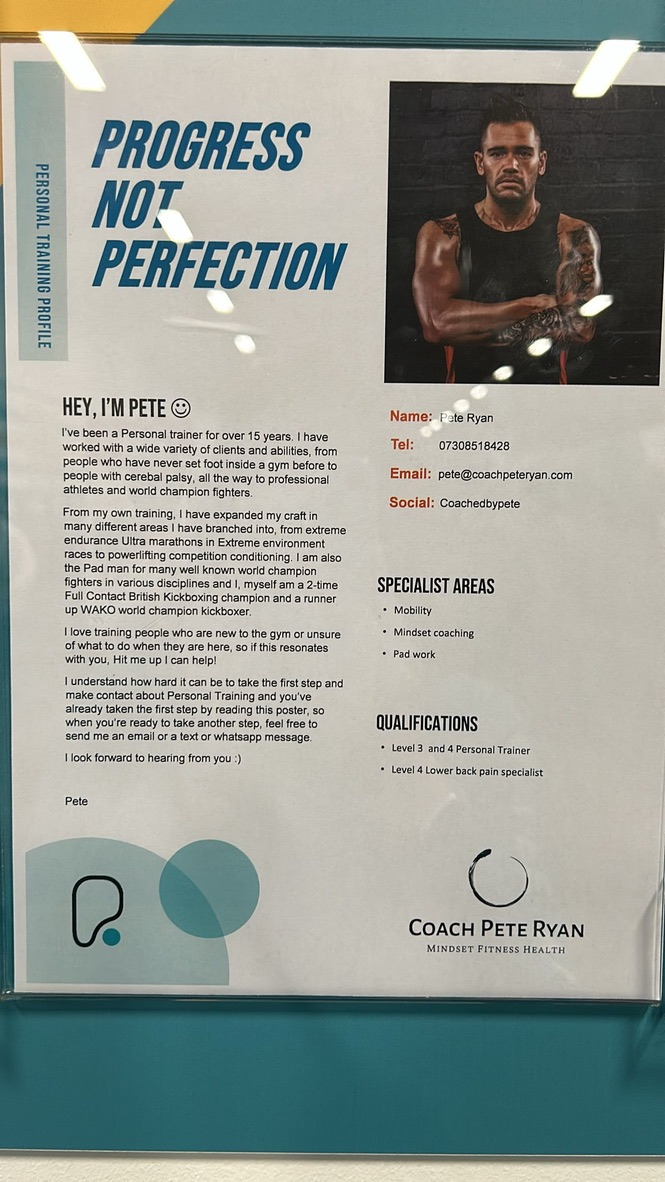 PERSONAL TRAINING PROFILE
PROGRESS
NOT
PERFECTION
HEY, I'M PETE ☺
I've been a Personal trainer for over 15 years. I have
worked with a wide variety of clients and abilities, from
people who have never set foot inside a gym before to
people with cerebal palsy, all the way to professional
athletes and world champion fighters.
From my own training, I have expanded my craft in
many different areas I have branched into, from extreme
endurance Ultra marathons in Extreme environment
races to powerlifting competition conditioning. I am also
the Pad man for many well known world champion
fighters in various disciplines and I, myself am a 2-time
Full Contact British Kickboxing champion and a runner
up WAKO world champion kickboxer.
I love training people who are new to the gym or unsure
of what to do when they are here, so if this resonates
with you, Hit me up I can help!
I understand how hard it can be to take the first step and
make contact about Personal Training and you've
already taken the first step by reading this poster, so
when you're ready to take another step, feel free to
send me an email or a text or whatsapp message.
I look forward to hearing from you :)
Pete
Name: Pete Ryan
Tel: 07308518428
Email: pete@coachpeteryan.com
Social: Coachedbypete
SPECIALIST AREAS
• Mobility
• Mindset coaching
• Pad work
QUALIFICATIONS
• Level 3 and 4 Personal Trainer
• Level 4 Lower back pain specialist
COACH PETE RYAN
MINDSET FITNESS HEALTH